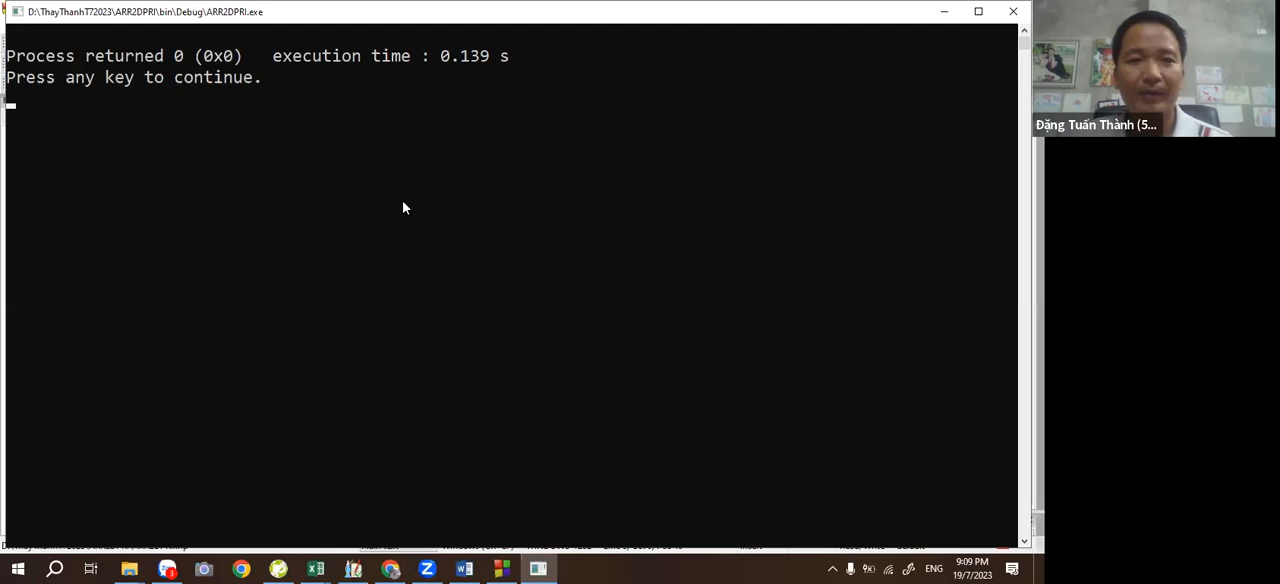 D:\ThayThanhT72023\ARR2DPRI\bin\Debug\ARR2DPRI.exe
Process returned 0 (0x0)   execution time : 0.139 s
Press any key to continue.
Đặng Tuấn Thành (5...
3
ENG
9:09 PM
19/7/2023